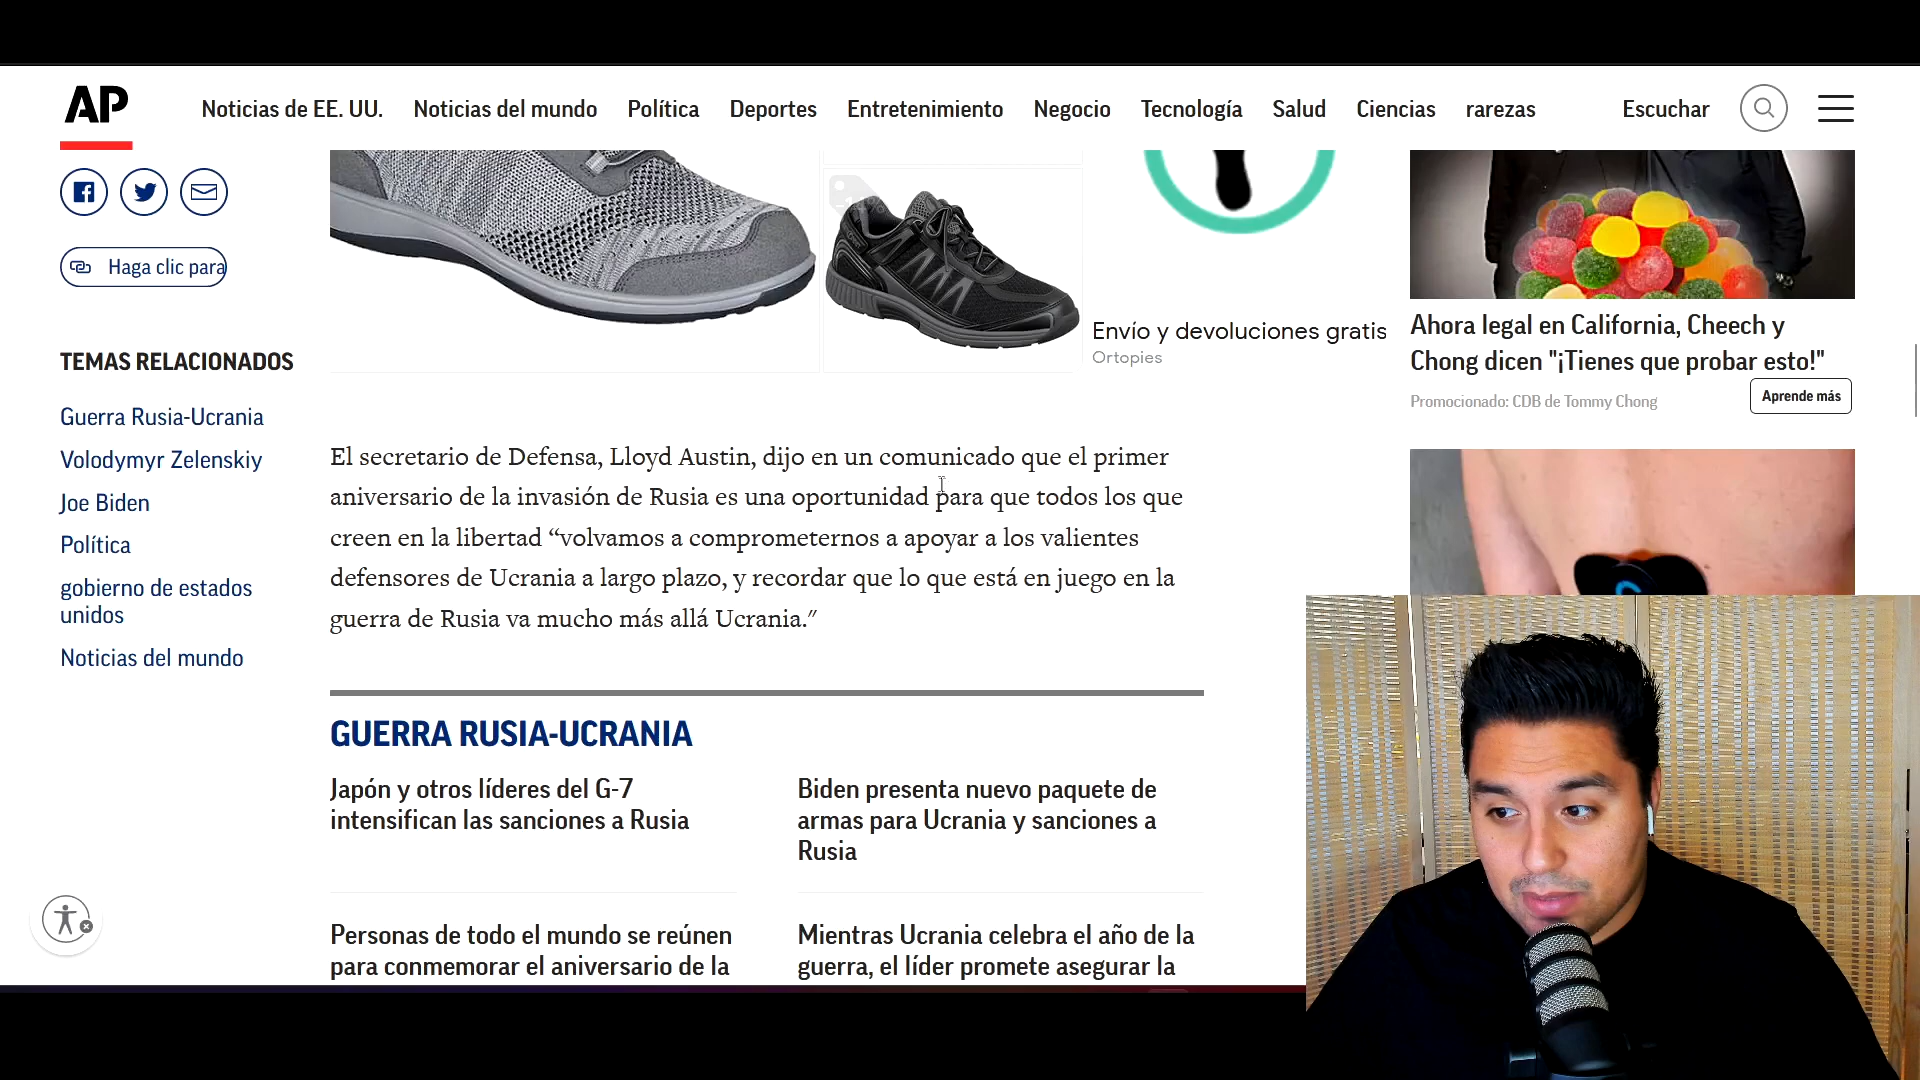 AP
Noticias de EE. UU. Noticias del mundo Política Deportes Entretenimiento Negocio Tecnología Salud Ciencias rarezas Escuchar
Haga clic para
TEMAS RELACIONADOS
Guerra Rusia-Ucrania
Volodymyr Zelenskiy
Joe Biden
Política
gobierno de estados
unidos
Noticias del mundo
Envío y devoluciones gratis
Ortopies
El secretario de Defensa, Lloyd Austin, dijo en un comunicado que el primer
aniversario de la invasión de Rusia es una oportunidad para que todos los que
creen en la libertad “volvamos a comprometernos a apoyar a los valientes
defensores de Ucrania a largo plazo, y recordar que lo que está en juego en la
guerra de Rusia va mucho más allá Ucrania."
GUERRA RUSIA-UCRANIA
Japón y otros líderes del G-7
intensifican las sanciones a Rusia
Biden presenta nuevo paquete de
armas para Ucrania y sanciones a
Rusia
Personas de todo el mundo se reúnen
para conmemorar el aniversario de la
Mientras Ucrania celebra el año de la
guerra, el líder promete asegurar la
Ahora legal en California, Cheech y
Chong dicen "¡Tienes que probar esto!"
Promocionado: CDB de Tommy Chong
Aprende más